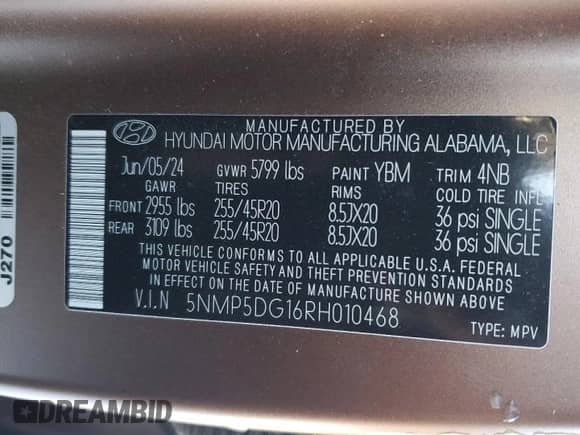 MANUFACTURED BY
HYUNDAI MOTOR MANUFACTURING ALABAMA, LLC
Jun/05/24 GVWR 5799 lbs PAINT YBM TRIM 4NB
GAWR TIRES RIMS COLD TIRE INFL
FRONT 2955 lbs 255/45R20 8.5JX20 36 psi SINGLE
REAR 3109 lbs 255/45R20 8.5JX20 36 psi SINGLE
THIS VEHICLE CONFORMS TO ALL APPLICABLE U.S.A. FEDERAL
MOTOR VEHICLE SAFETY AND THEFT PREVENTION STANDARDS
IN EFFECT ON THE DATE OF MANUFACTURE SHOWN ABOVE.
V.I.N 5NMP5DG16RH010468
TYPE: MPV
J270
DREAMBID